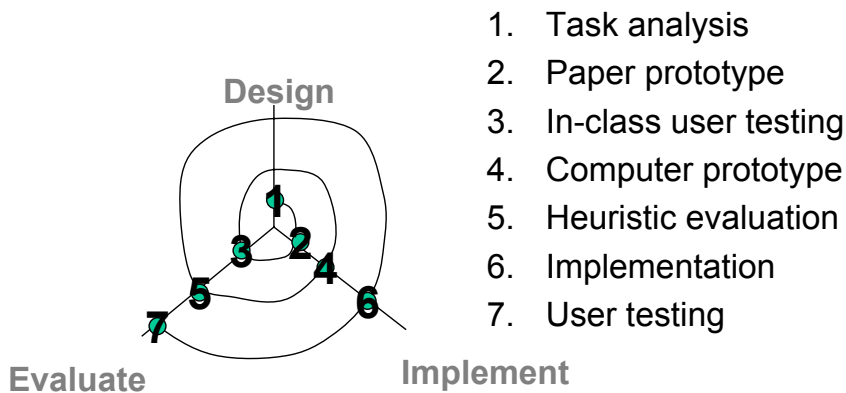 Design
1
2
3
4
5
6
7
Evaluate
Implement
1. Task analysis
2. Paper prototype
3. In-class user testing
4. Computer prototype
5. Heuristic evaluation
6. Implementation
7. User testing